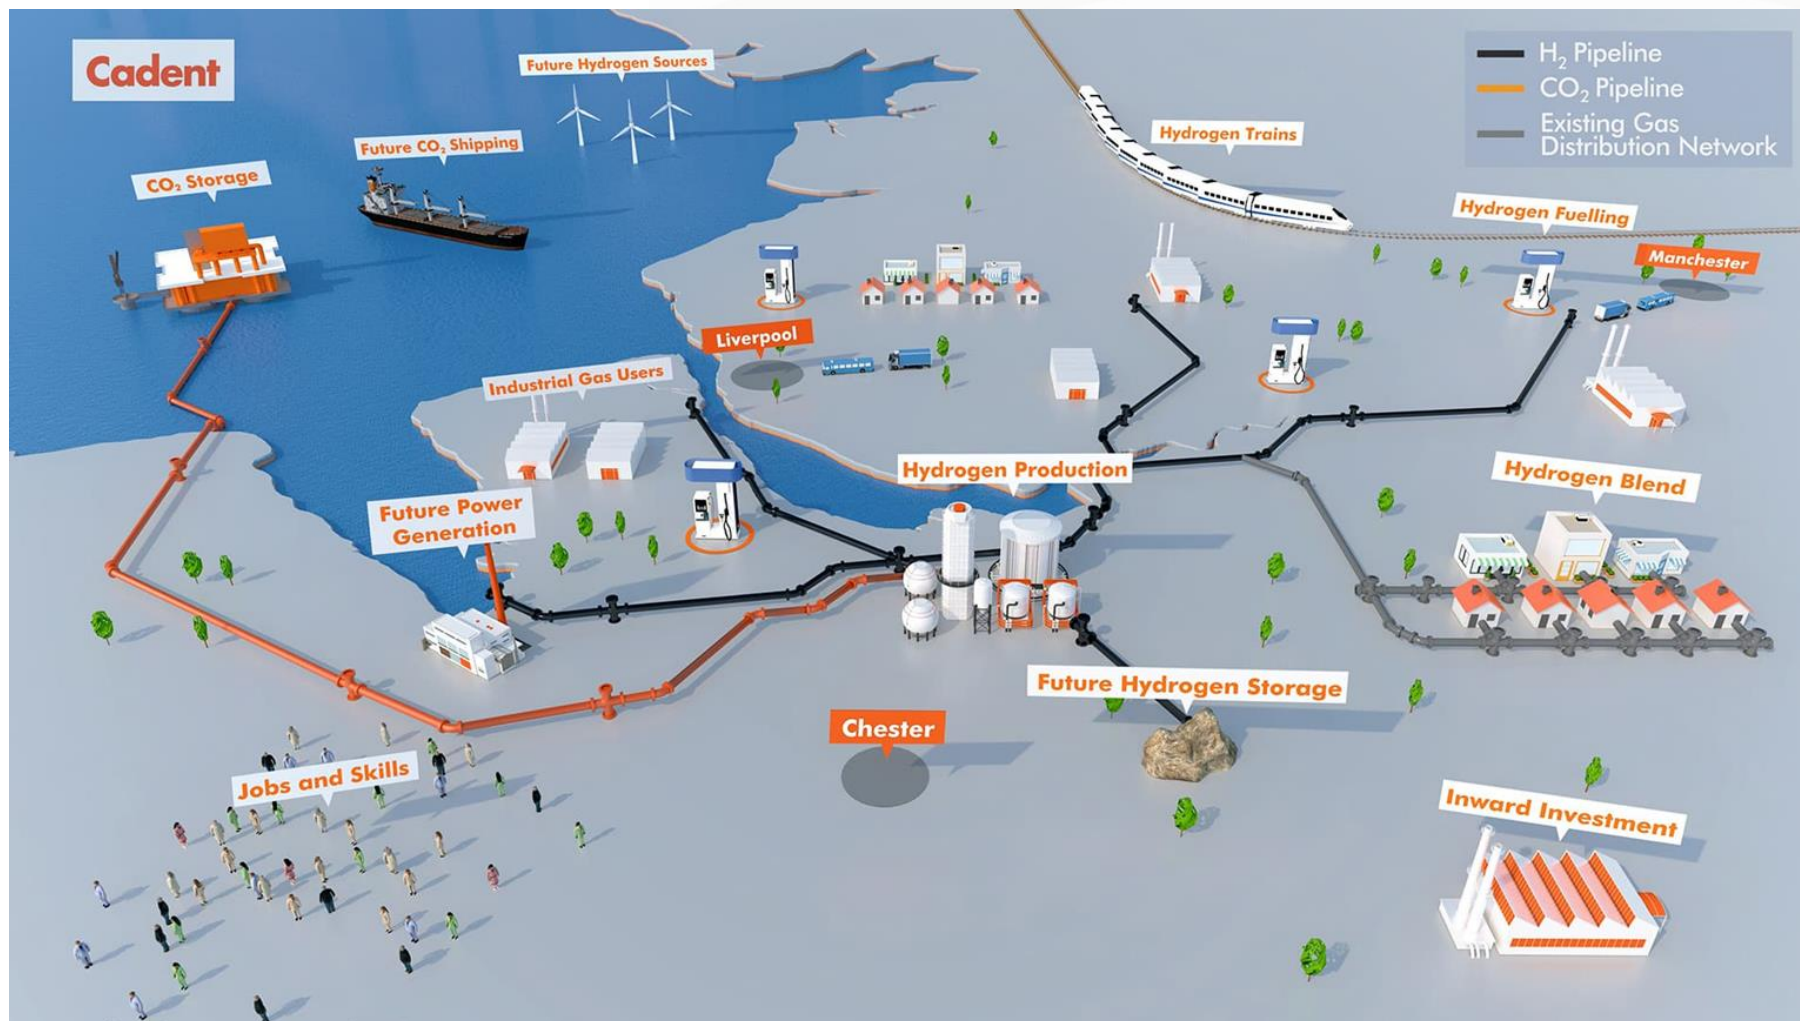 Cadent
Future Hydrogen Sources
H₂ Pipeline
CO₂ Pipeline
Existing Gas
Distribution Network
Future CO₂ Shipping
Hydrogen Trains
CO₂ Storage
Hydrogen Fuelling
Manchester
Liverpool
Industrial Gas Users
Hydrogen Production
Hydrogen Blend
Future Power
Generation
Future Hydrogen Storage
Chester
Jobs and Skills
Inward Investment